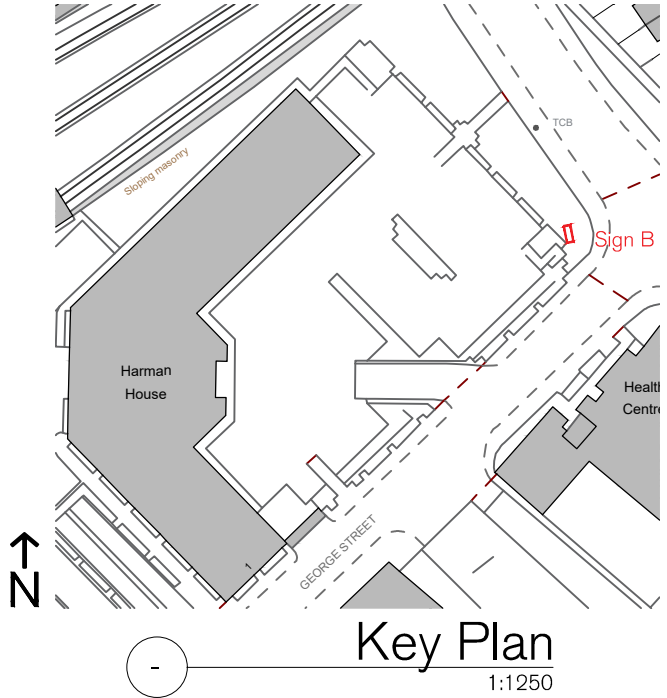 TCB
Sloping masonry
Sign B
Harman
House
Health
Centre
1
GEORGE STREET
N
Key Plan
-
1:1250